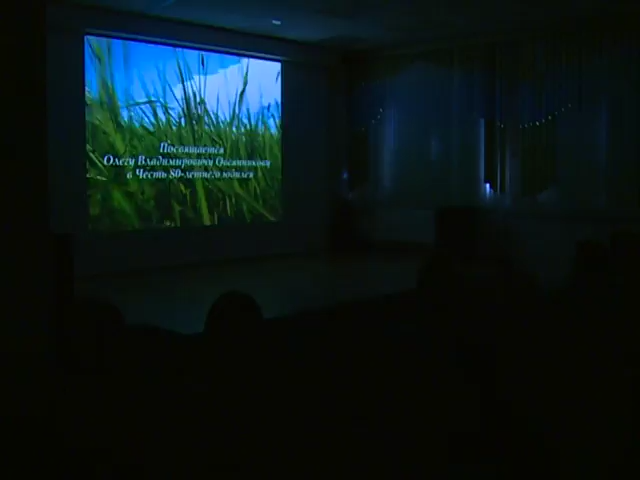 Посвящается
Олегу Владимировичу Овсянникову
в Честь 80-летнего юбилея